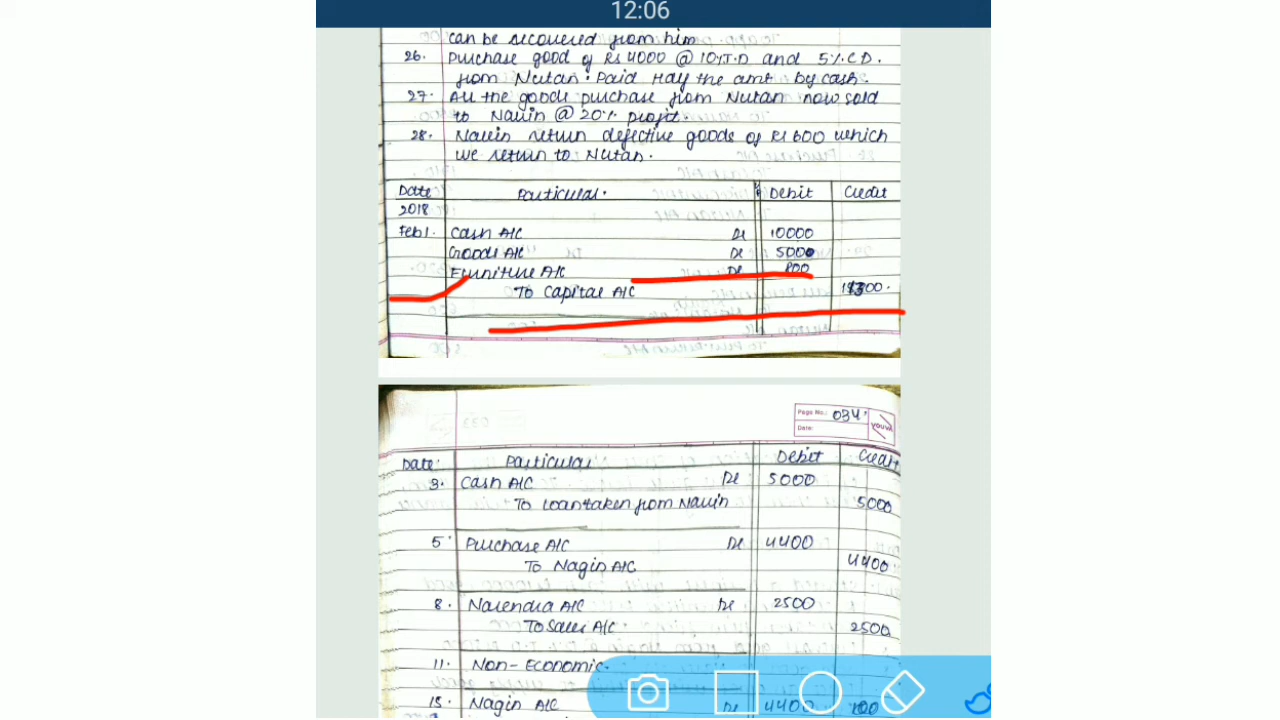 12:06
can be recovered from him
26. Purchase good of Rs 4000 @ 10% T.D and 5% C.D.
from Nutan. Paid Half the amt by cash.
27. All the goods purchase from Nutan now sold
to Navin @ 20% profit.
28. Navin return defective goods of Rs 600 which
we return to Nutan.
Date Particular. Debit Credit
2018
Feb 1. Cash A/C Dr 10000
Goods A/C Dr 5000
Furniture A/C Dr 800
To Capital A/C
Page No.: 034
Date: YOUVA
Date: Particular Debit Credit
3. Cash A/C Dr 5000
To loan taken from Navin 5000
5. Purchase A/C Dr 4400
To Nagin A/C 4400
8. Narendra A/C Dr 2500
To Sales A/C 2500
11. Non-Economic.
15. Nagin A/C Dr 4400